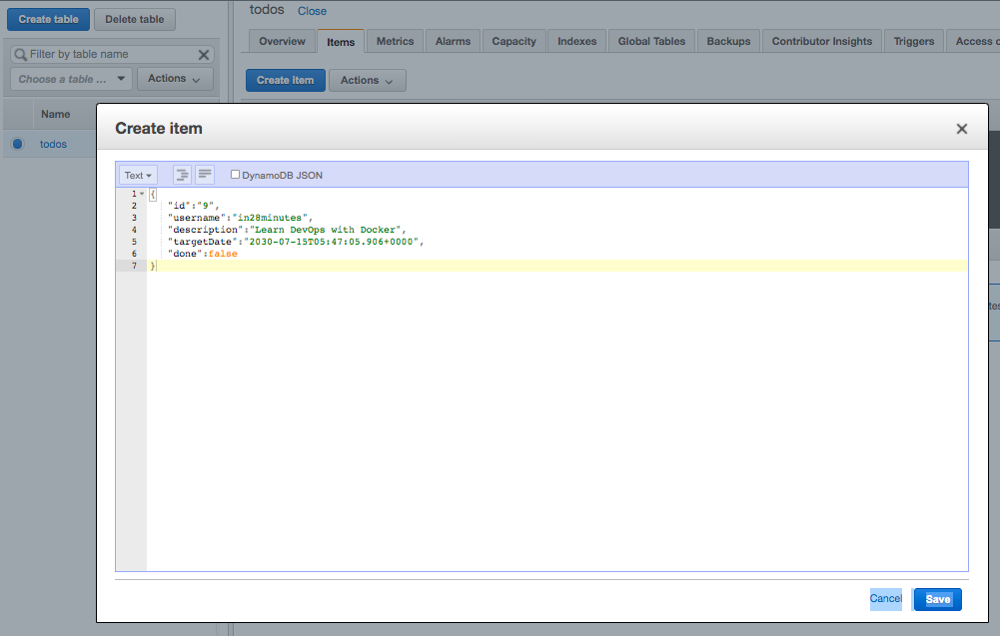 todos Close
Create table Delete table
Overview Items Metrics Alarms Capacity Indexes Global Tables Backups Contributor Insights Triggers Access
Filter by table name
Choose a table ... Actions
Create item Actions
Name
todos
Create item
Text DynamoDB JSON
1 {
2 "id":"9",
3 "username":"in28minutes",
4 "description":"Learn DevOps with Docker",
5 "targetDate":"2030-07-15T05:47:05.906+0000",
6 "done":false
7 }
Cancel Save